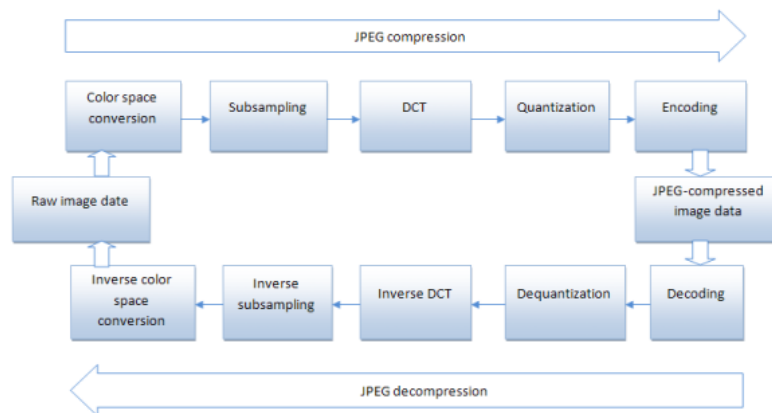 JPEG compression
Color space
conversion
Subsampling
DCT
Quantization
Encoding
Raw image date
JPEG-compressed
image data
Inverse color
space
conversion
Inverse
subsampling
Inverse DCT
Dequantization
Decoding
JPEG decompression